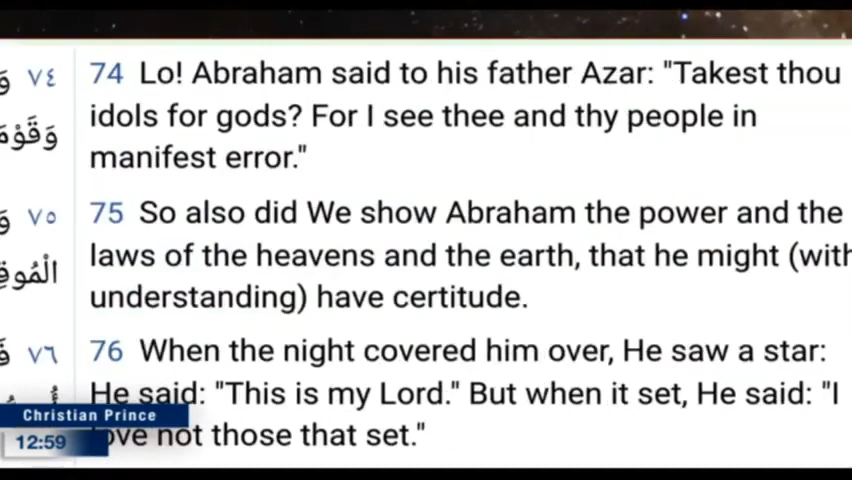 ٧٤ 74 Lo! Abraham said to his father Azar: "Takest thou
idols for gods? For I see thee and thy people in
manifest error."
٧٥ 75 So also did We show Abraham the power and the
laws of the heavens and the earth, that he might (with
understanding) have certitude.
٧٦ 76 When the night covered him over, He saw a star:
He said: "This is my Lord." But when it set, He said: "I
not those that set."
Christian Prince
12:59